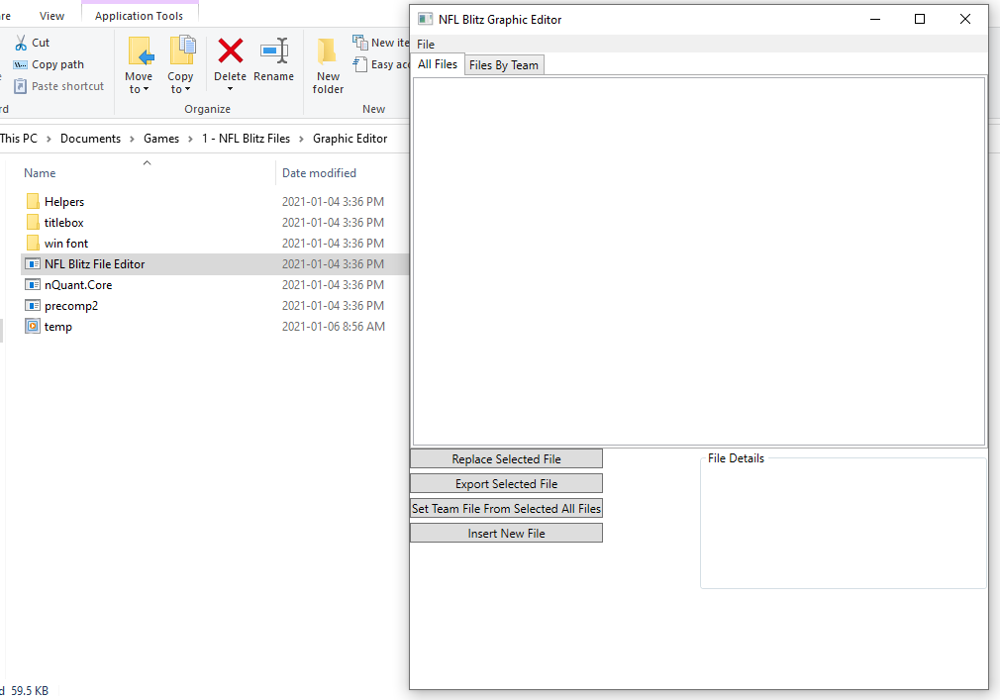 re
View
Application Tools
Cut
Copy path
Paste shortcut
Move to
Copy to
Delete
Rename
New folder
New ite
Easy acc
rd
Organize
New
This PC > Documents > Games > 1 - NFL Blitz Files > Graphic Editor
Name
Date modified
Helpers 2021-01-04 3:36 PM
titlebox 2021-01-04 3:36 PM
win font 2021-01-04 3:36 PM
NFL Blitz File Editor 2021-01-04 3:36 PM
nQuant.Core 2021-01-04 3:36 PM
precomp2 2021-01-04 3:36 PM
temp 2021-01-06 8:56 AM
d 59.5 KB
NFL Blitz Graphic Editor
File
All Files
Files By Team
Replace Selected File
Export Selected File
Set Team File From Selected All Files
Insert New File
File Details